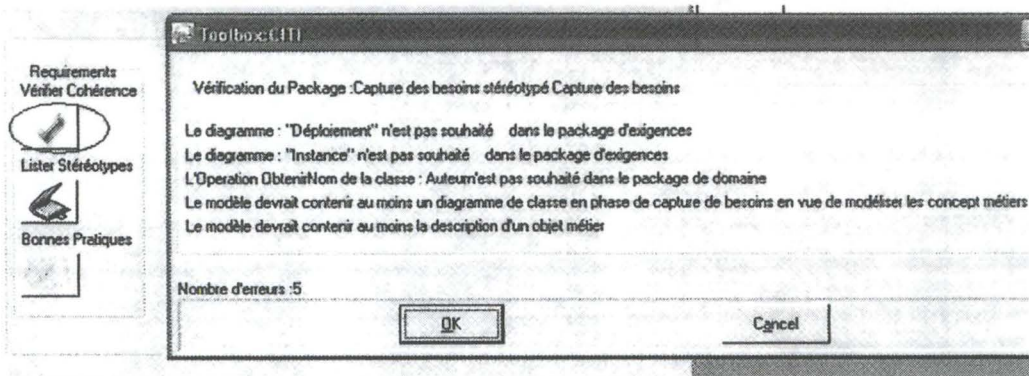 Toolbox:CITI
Requirements
Vérifier Cohérence
Lister Stéréotypes
Bonnes Pratiques
Vérification du Package :Capture des besoins stéréotypé Capture des besoins
Le diagramme : "Déploiement" n'est pas souhaité dans le package d'exigences
Le diagramme : "Instance" n'est pas souhaité dans le package d'exigences
L'Operation ObtenirNom de la classe : Auteurn'est pas souhaité dans le package de domaine
Le modèle devrait contenir au moins un diagramme de classe en phase de capture de besoins en vue de modéliser les concept métiers
Le modèle devrait contenir au moins la description d'un objet métier
Nombre d'erreurs :5
OK
Cancel